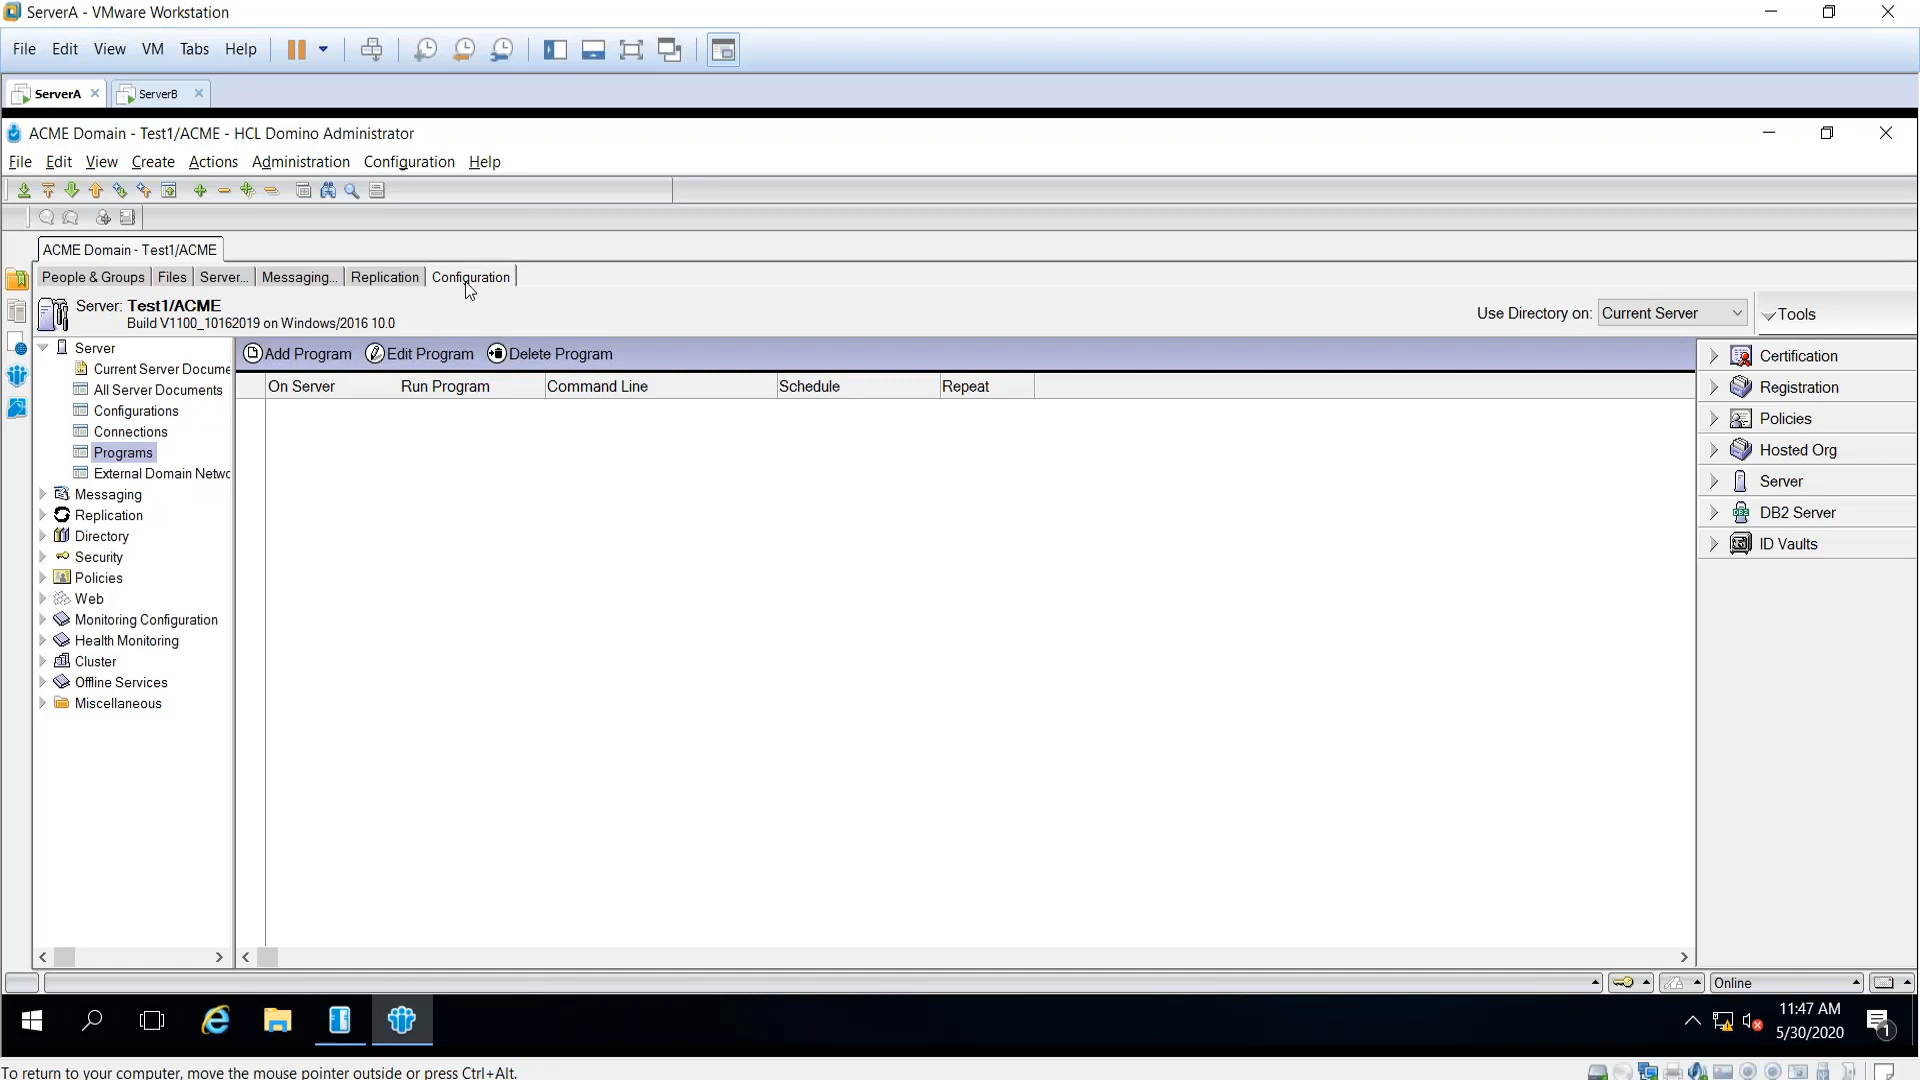 ServerA - VMware Workstation
File Edit View VM Tabs Help
ServerA ServerB
ACME Domain - Test1/ACME - HCL Domino Administrator
File Edit View Create Actions Administration Configuration Help
ACME Domain - Test1/ACME
People & Groups Files Server... Messaging... Replication Configuration
Server: Test1/ACME
Build V1100_10162019 on Windows/2016 10.0
Use Directory on: Current Server
Tools
Server
Current Server Docume
All Server Documents
Configurations
Connections
Programs
External Domain Netwo
Messaging
Replication
Directory
Security
Policies
Web
Monitoring Configuration
Health Monitoring
Cluster
Offline Services
Miscellaneous
Add Program Edit Program Delete Program
On Server Run Program Command Line Schedule Repeat
Certification
Registration
Policies
Hosted Org
Server
DB2 Server
ID Vaults
Online
11:47 AM
5/30/2020
1
To return to your computer, move the mouse pointer outside or press Ctrl+Alt.